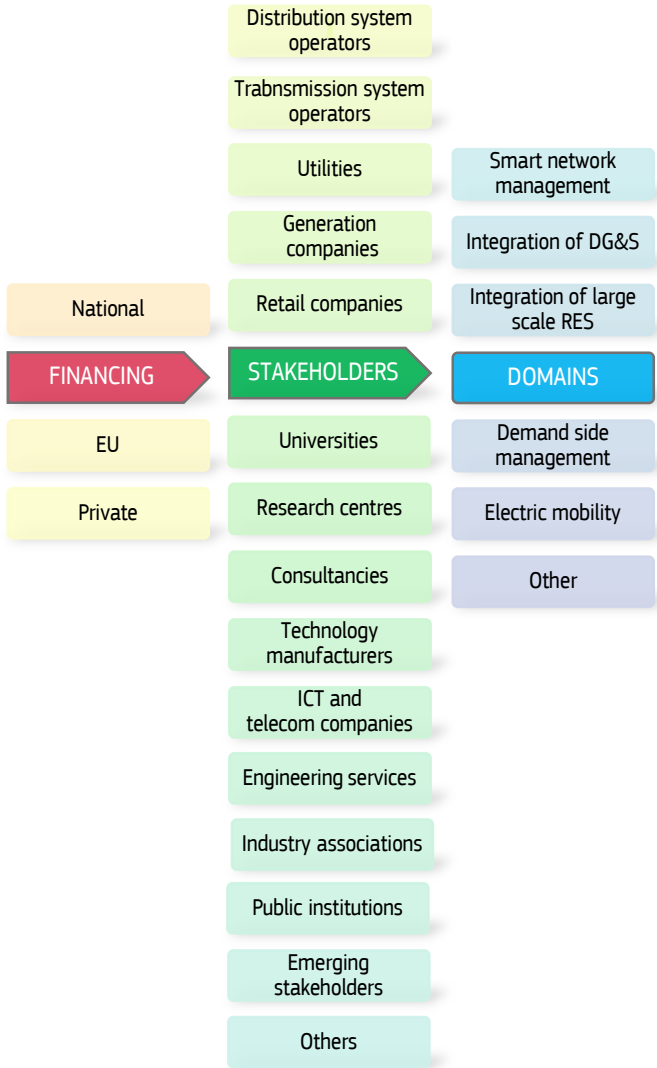 National
FINANCING
EU
Private
Distribution system
operators
Trabnsmission system
operators
Utilities
Generation
companies
Retail companies
STAKEHOLDERS
Universities
Research centres
Consultancies
Technology
manufacturers
ICT and
telecom companies
Engineering services
Industry associations
Public institutions
Emerging
stakeholders
Others
Smart network
management
Integration of DG&S
Integration of large
scale RES
DOMAINS
Demand side
management
Electric mobility
Other